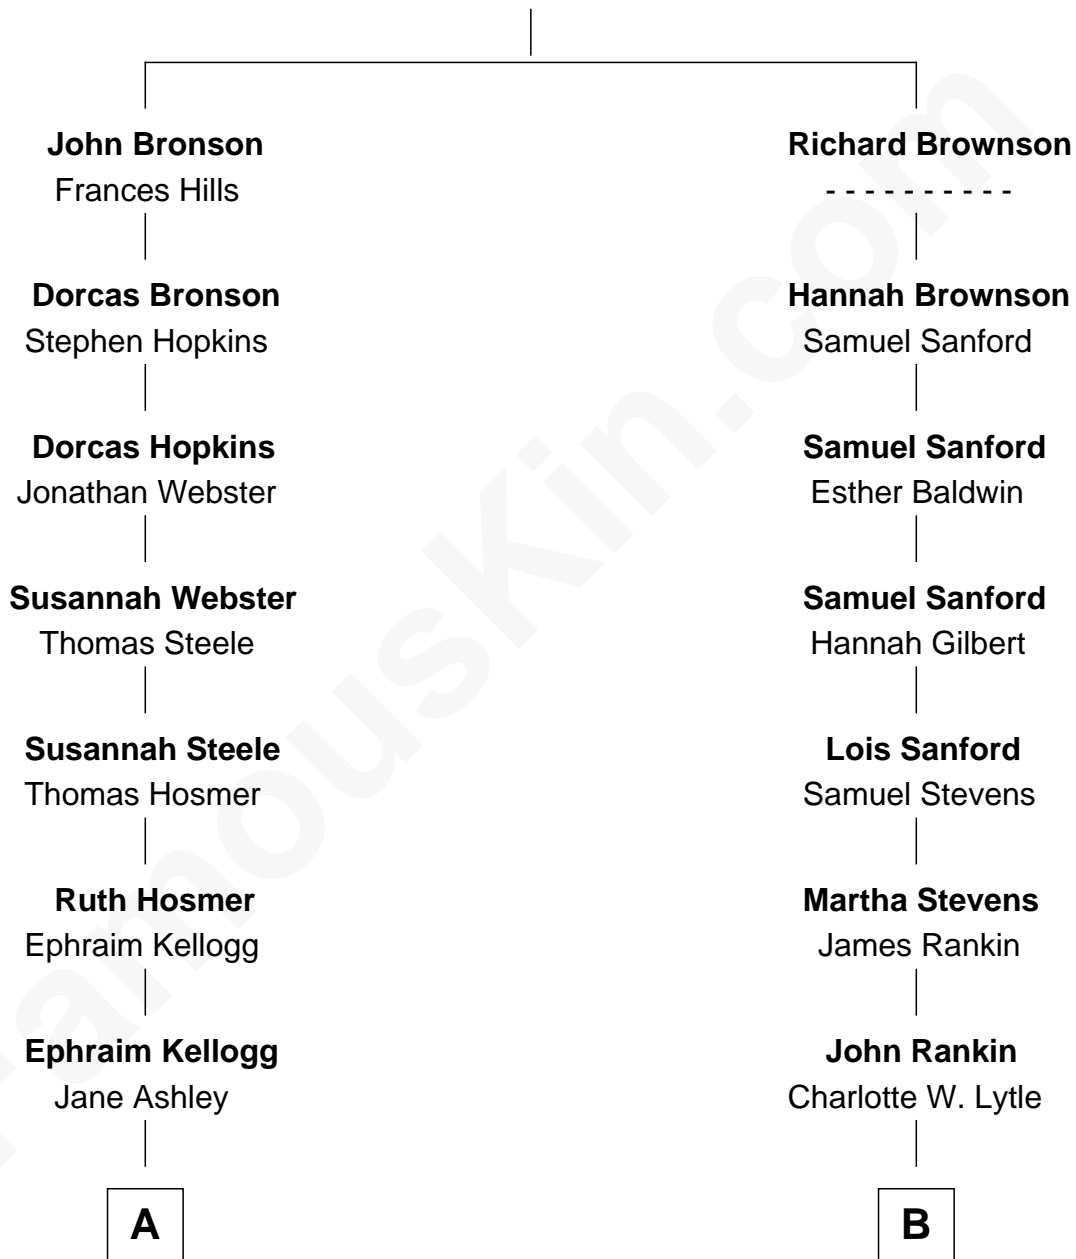 John Bronson
Frances Hills
Dorcas Bronson
Stephen Hopkins
Dorcas Hopkins
Jonathan Webster
Susannah Webster
Thomas Steele
Susannah Steele
Thomas Hosmer
Ruth Hosmer
Ephraim Kellogg
Ephraim Kellogg
Jane Ashley
A
Richard Brownson
- - - - - - - - - -
Hannah Brownson
Samuel Sanford
Samuel Sanford
Esther Baldwin
Samuel Sanford
Hannah Gilbert
Lois Sanford
Samuel Stevens
Martha Stevens
James Rankin
John Rankin
Charlotte W. Lytle
B
FamousKin.com